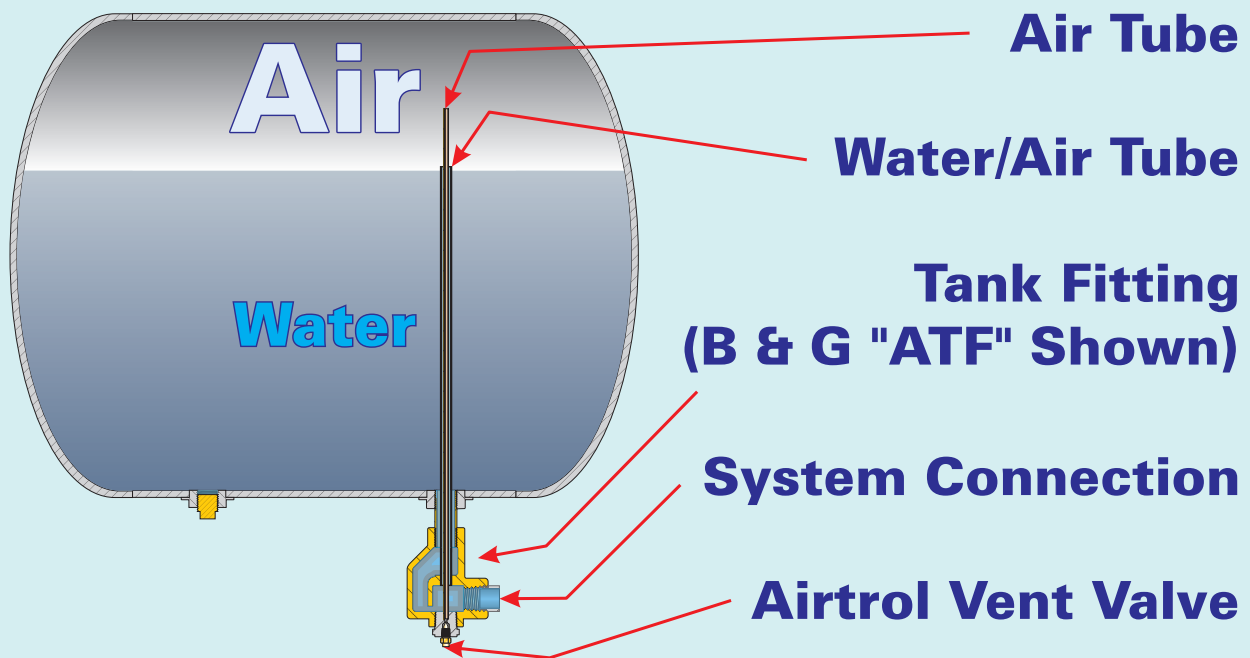 Air
Water
Air Tube
Water/Air Tube
Tank Fitting
(B & G "ATF" Shown)
System Connection
Airtrol Vent Valve